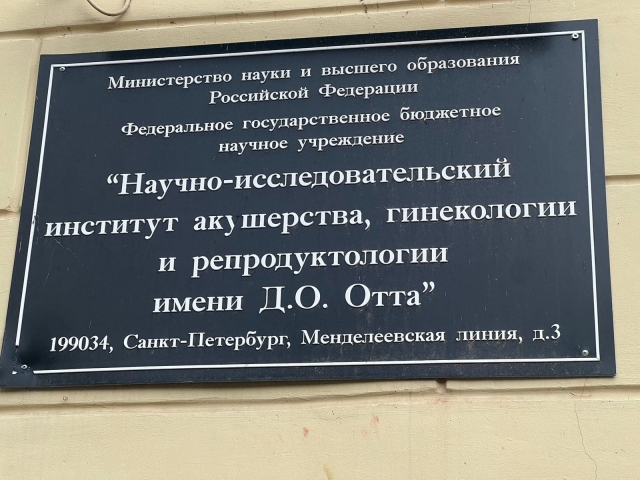 Министерство науки и высшего образования
Российской Федерации
Федеральное государственное бюджетное
научное учреждение
“Научно-исследовательский
институт акушерства, гинекологии
и репродуктологии
имени Д.О. Отта”
199034, Санкт-Петербург, Менделеевская линия, д.3